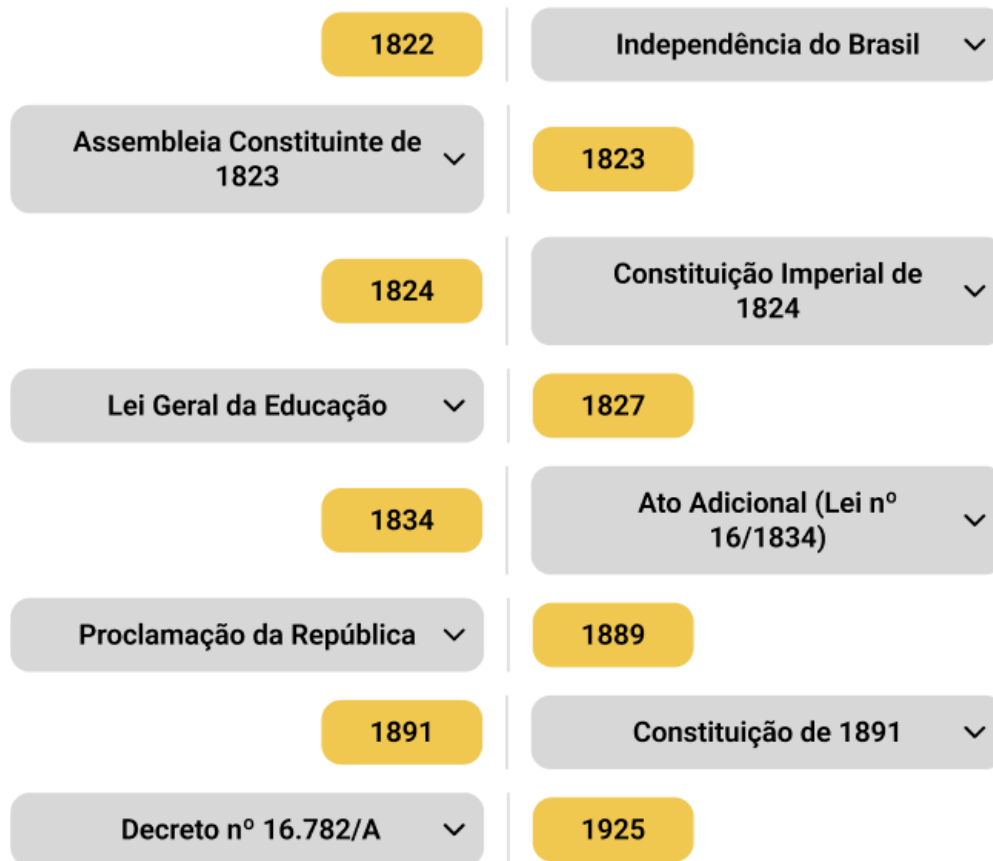 1822
Independência do Brasil
Assembleia Constituinte de
1823
1823
1824
Constituição Imperial de
1824
Lei Geral da Educação
1827
1834
Ato Adicional (Lei nº
16/1834)
Proclamação da República
1889
1891
Constituição de 1891
Decreto nº 16.782/A
1925